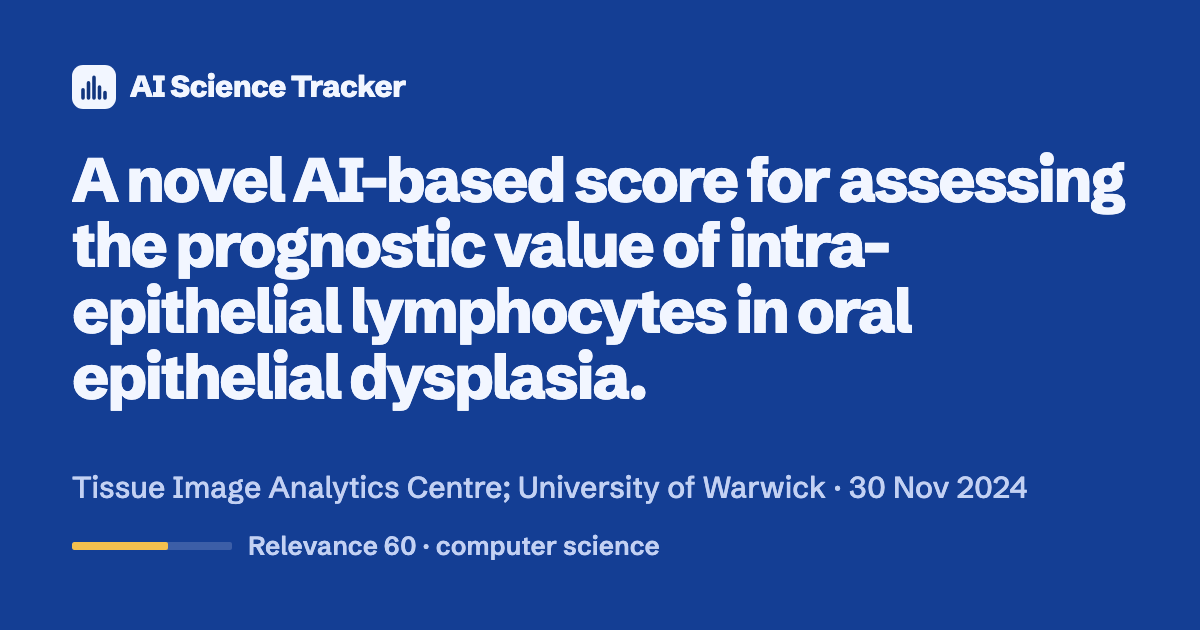 AI Science Tracker
A novel AI-based score for assessing
the prognostic value of intra-
epithelial lymphocytes in oral
epithelial dysplasia.
Tissue Image Analytics Centre; University of Warwick · 30 Nov 2024
Relevance 60 · computer science